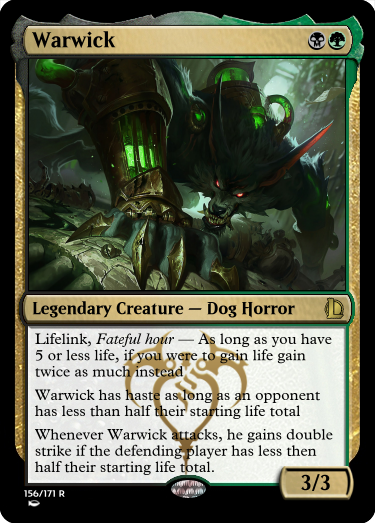 Warwick
Legendary Creature — Dog Horror
Lifelink, Fateful hour — As long as you have
5 or less life, if you were to gain life gain
twice as much instead
Warwick has haste as long as an opponent
has less than half their starting life total
Whenever Warwick attacks, he gains double
strike if the defending player has less then
half their starting life total.
3/3
156/171 R